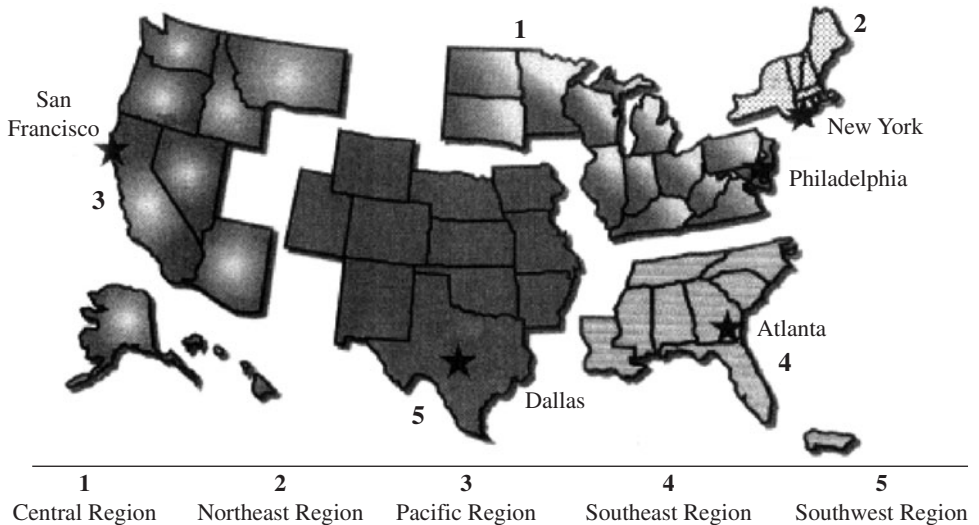 1
2
San
Francisco
New York
Philadelphia
3
Atlanta
4
Dallas
5
1 2 3 4 5
Central Region Northeast Region Pacific Region Southeast Region Southwest Region